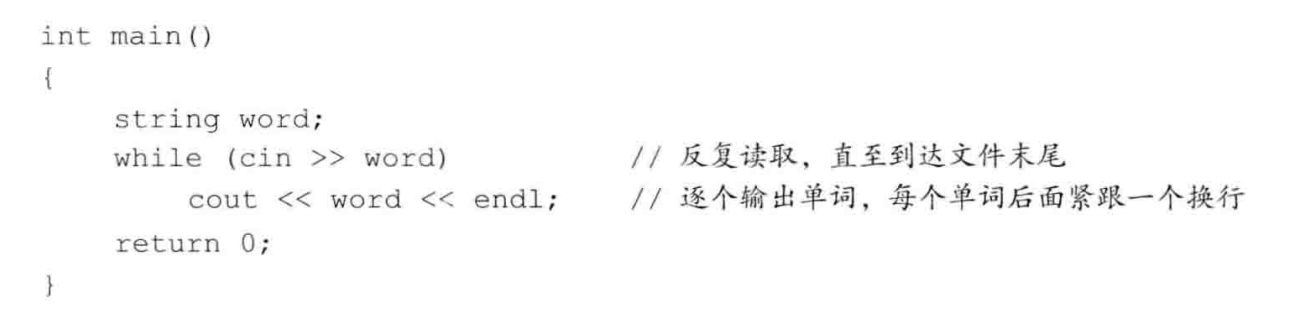 int main()
{
    string word;
    while (cin >> word)             // 反复读取，直至到达文件末尾
        cout << word << endl;    // 逐个输出单词，每个单词后面紧跟一个换行
    return 0;
}